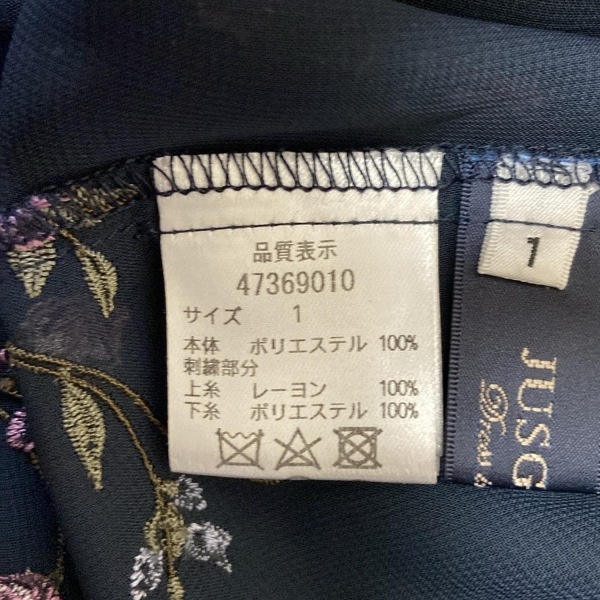 品質表示
47369010
サイズ 1
本体 ポリエステル 100%
刺繍部分
上糸 レーヨン 100%
下糸 ポリエステル 100%
1
JUSG